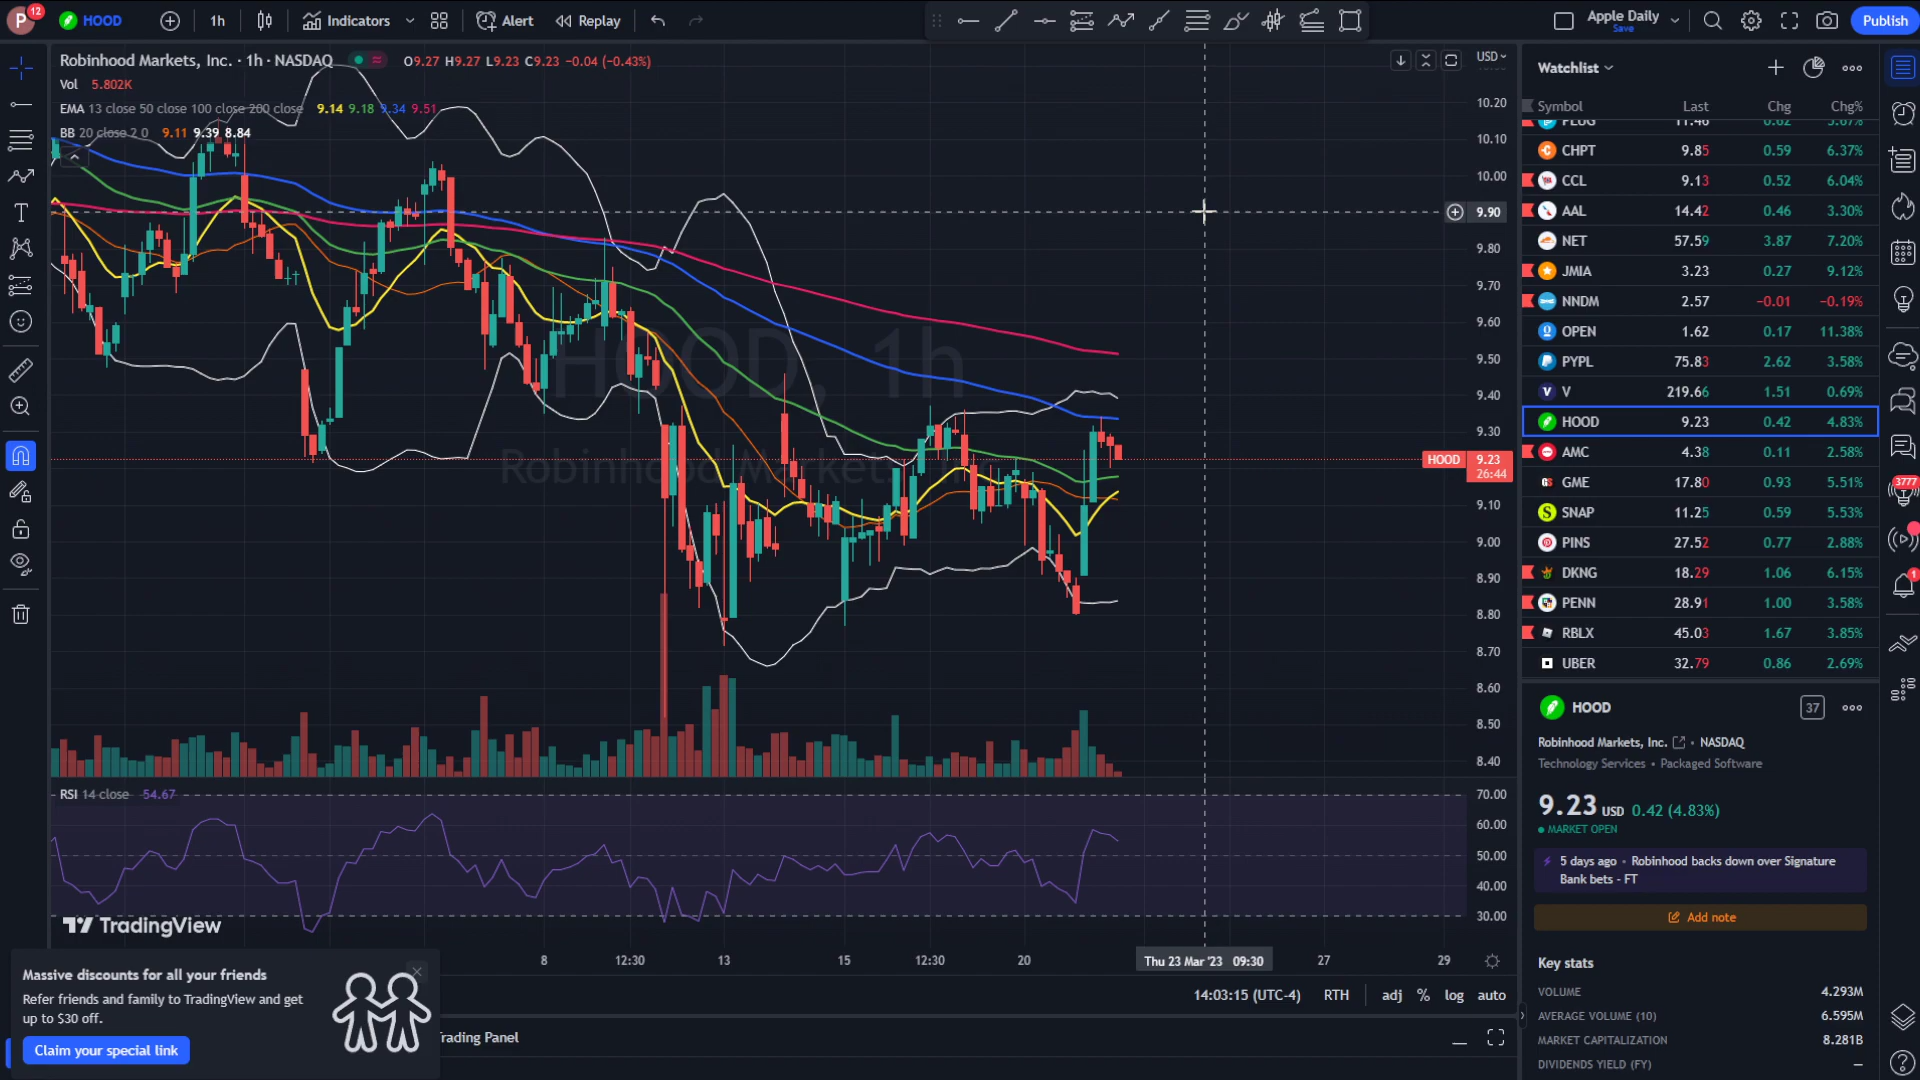 P 12 HOOD 1h Indicators Alert Replay Apple Daily Save Publish
Robinhood Markets, Inc. · 1h · NASDAQ O9.27 H9.27 L9.23 C9.23 −0.04 (−0.43%) USD
Vol 5.802K
EMA 13 close 50 close 100 close 200 close 9.14 9.18 9.34 9.51
BB 20 close 2 0 9.11 9.39 8.84
HOOD, 1h
Robinhood Market
10.20
10.10
10.00
9.90
9.80
9.70
9.60
9.50
9.40
9.30
HOOD 9.23
26:44
9.10
9.00
8.90
8.80
8.70
8.60
8.50
8.40
RSI 14 close 54.67
70.00
60.00
50.00
40.00
30.00
TradingView
8 12:30 13 15 12:30 20 Thu 23 Mar '23 09:30 27 29
14:03:15 (UTC-4) RTH adj % log auto
Massive discounts for all your friends
Refer friends and family to TradingView and get
up to $30 off.
Claim your special link
rading Panel
Watchlist
Symbol Last Chg Chg%
PLUG 11.46 0.62 5.67%
CHPT 9.85 0.59 6.37%
CCL 9.13 0.52 6.04%
AAL 14.42 0.46 3.30%
NET 57.59 3.87 7.20%
JMIA 3.23 0.27 9.12%
NNDM 2.57 −0.01 −0.19%
OPEN 1.62 0.17 11.38%
PYPL 75.83 2.62 3.58%
V 219.66 1.51 0.69%
HOOD 9.23 0.42 4.83%
AMC 4.38 0.11 2.58%
GME 17.80 0.93 5.51%
SNAP 11.25 0.59 5.53%
PINS 27.52 0.77 2.88%
DKNG 18.29 1.06 6.15%
PENN 28.91 1.00 3.58%
RBLX 45.03 1.67 3.85%
UBER 32.79 0.86 2.69%
HOOD 37
Robinhood Markets, Inc. • NASDAQ
Technology Services • Packaged Software
9.23 USD 0.42 (4.83%)
MARKET OPEN
5 days ago • Robinhood backs down over Signature
Bank bets - FT
Add note
Key stats
VOLUME 4.293M
AVERAGE VOLUME (10) 6.595M
MARKET CAPITALIZATION 8.281B
DIVIDENDS YIELD (FY) —
3777
1